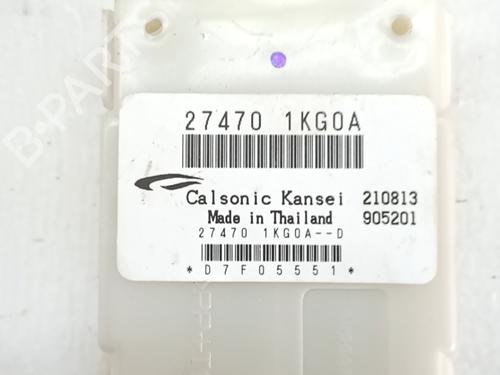 B-PARTS
27470 1KG0A
Calsonic Kansei 210813
Made in Thailand 905201
27470 1KG0A--D
*D7F05551*